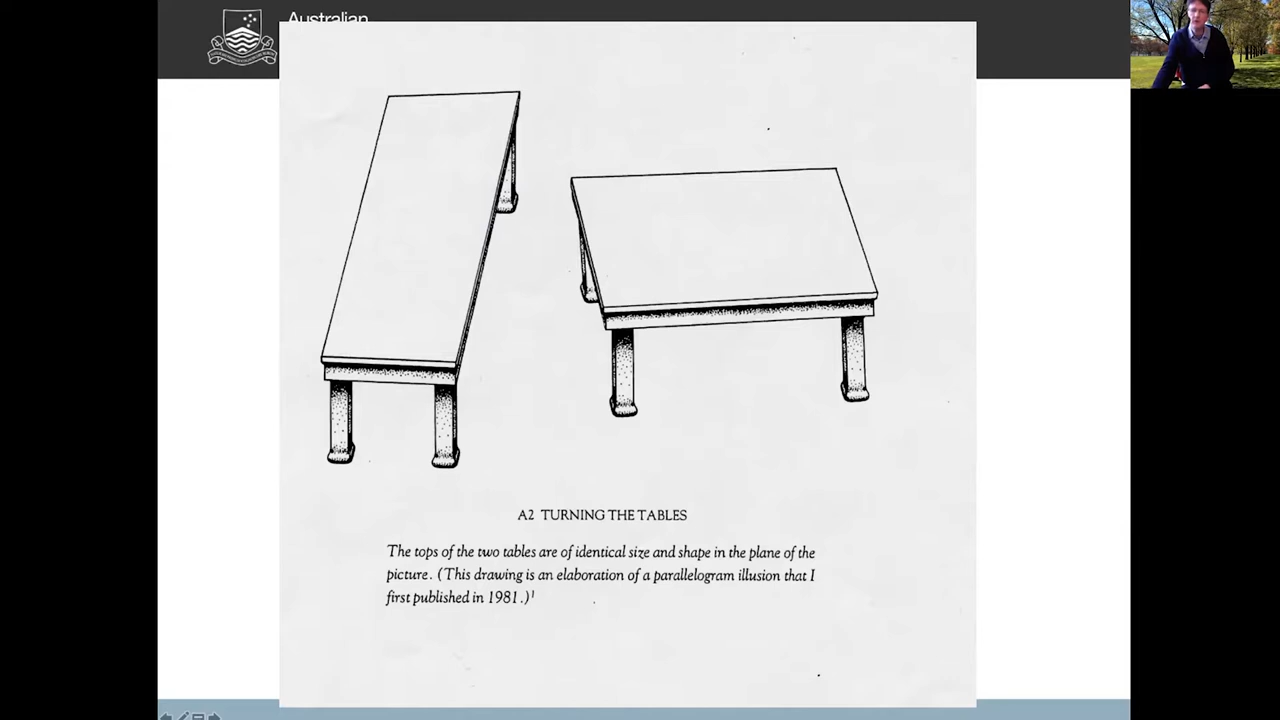 Australian
A2 TURNING THE TABLES
The tops of the two tables are of identical size and shape in the plane of the
picture. (This drawing is an elaboration of a parallelogram illusion that I
first published in 1981.)¹